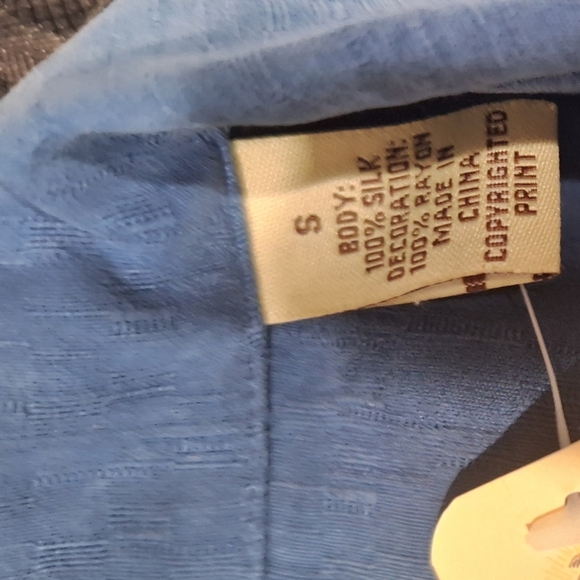 S
BODY:
100% SILK
DECORATION:
100% RAYON
MADE IN
CHINA
COPYRIGHTED
PRINT